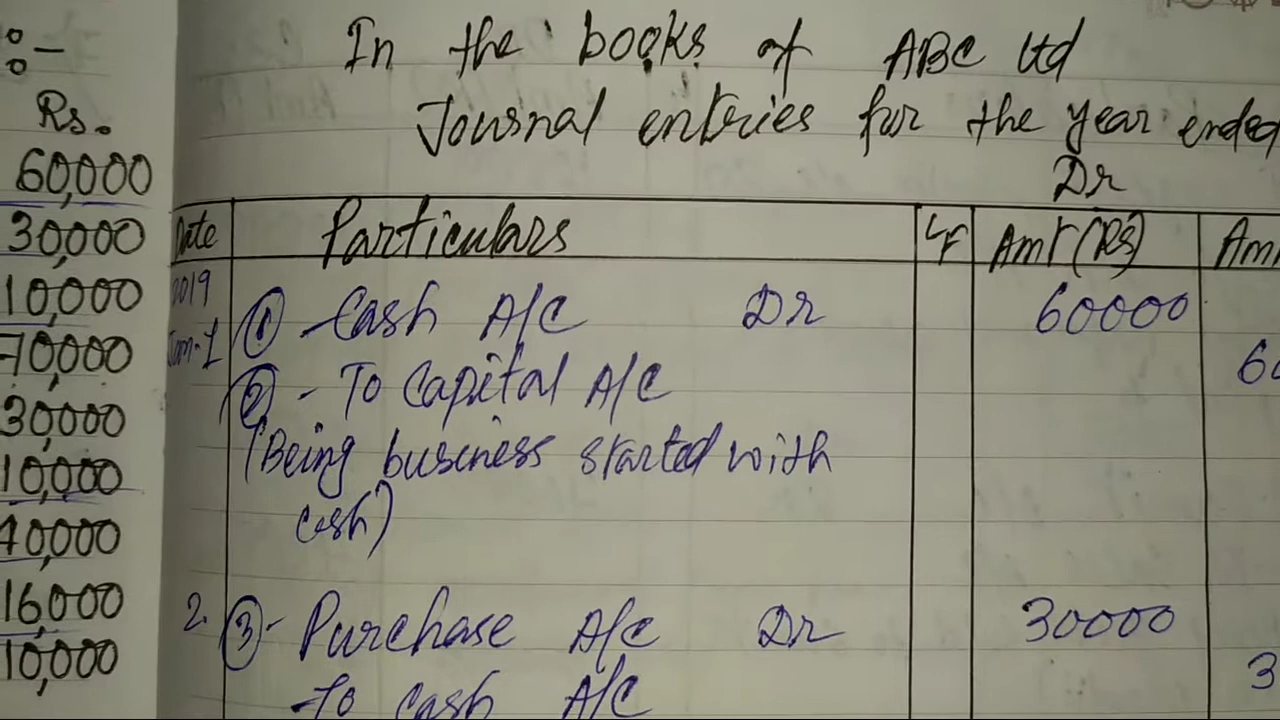 :-
Rs.
60,000
30,000
10,000
70,000
30,000
10,000
40,000
16,000
10,000
In the books of ABC Ltd
Journal entries for the year ended
Dr
Date Particulars LF Amt (Rs) Am
2019 ① - Cash A/C Dr 60000
Jan-1
② - To Capital A/C 60
(Being business started with
cash)
2. ③ - Purchase A/C Dr 30000
- To cash A/C 3